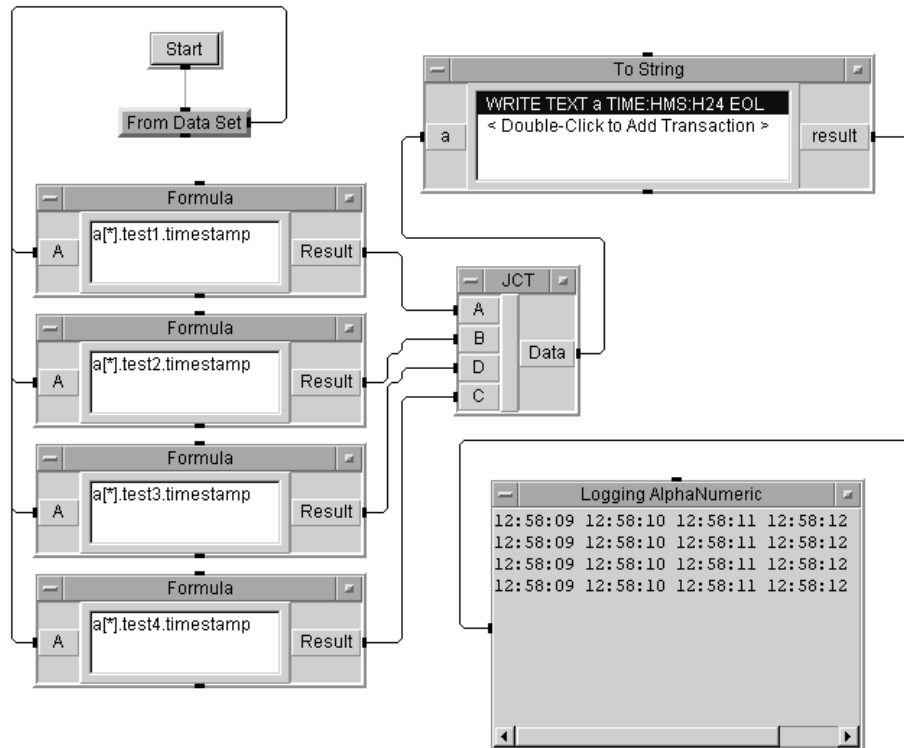 Start
From Data Set
To String
a
WRITE TEXT a TIME:HMS:H24 EOL
< Double-Click to Add Transaction >
result
Formula
A
a[*].test1.timestamp
Result
Formula
A
a[*].test2.timestamp
Result
Formula
A
a[*].test3.timestamp
Result
Formula
A
a[*].test4.timestamp
Result
JCT
A
B
D
C
Data
Logging AlphaNumeric
12:58:09 12:58:10 12:58:11 12:58:12
12:58:09 12:58:10 12:58:11 12:58:12
12:58:09 12:58:10 12:58:11 12:58:12
12:58:09 12:58:10 12:58:11 12:58:12